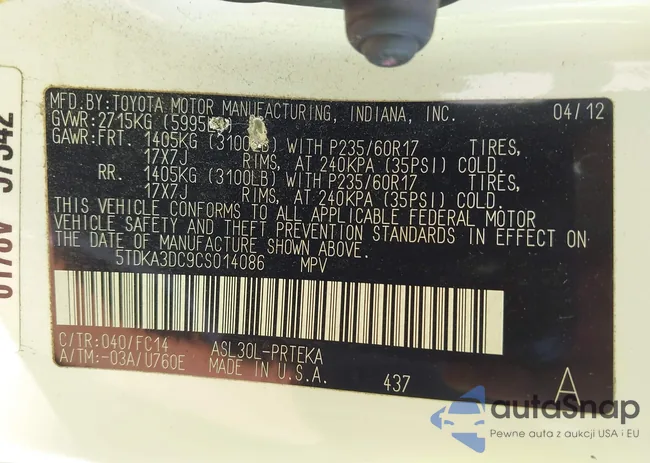 MFD.BY:TOYOTA MOTOR MANUFACTURING, INDIANA, INC. 04/12
GVWR:2715KG (5995
GAWR:FRT. 1405KG (3100LB) WITH P235/60R17 TIRES,
17X7J RIMS, AT 240KPA (35PSI) COLD.
RR. 1405KG (3100LB) WITH P235/60R17 TIRES,
17X7J RIMS, AT 240KPA (35PSI) COLD.
THIS VEHICLE CONFORMS TO ALL APPLICABLE FEDERAL MOTOR
VEHICLE SAFETY AND THEFT PREVENTION STANDARDS IN EFFECT ON
THE DATE OF MANUFACTURE SHOWN ABOVE.
5TDKA3DC9CS014086 MPV
C/TR:040/FC14 ASL30L-PRTEKA
A/TM:-03A/U760E MADE IN U.S.A. 437 A
autaSnap
Pewne auta z aukcji USA i EU